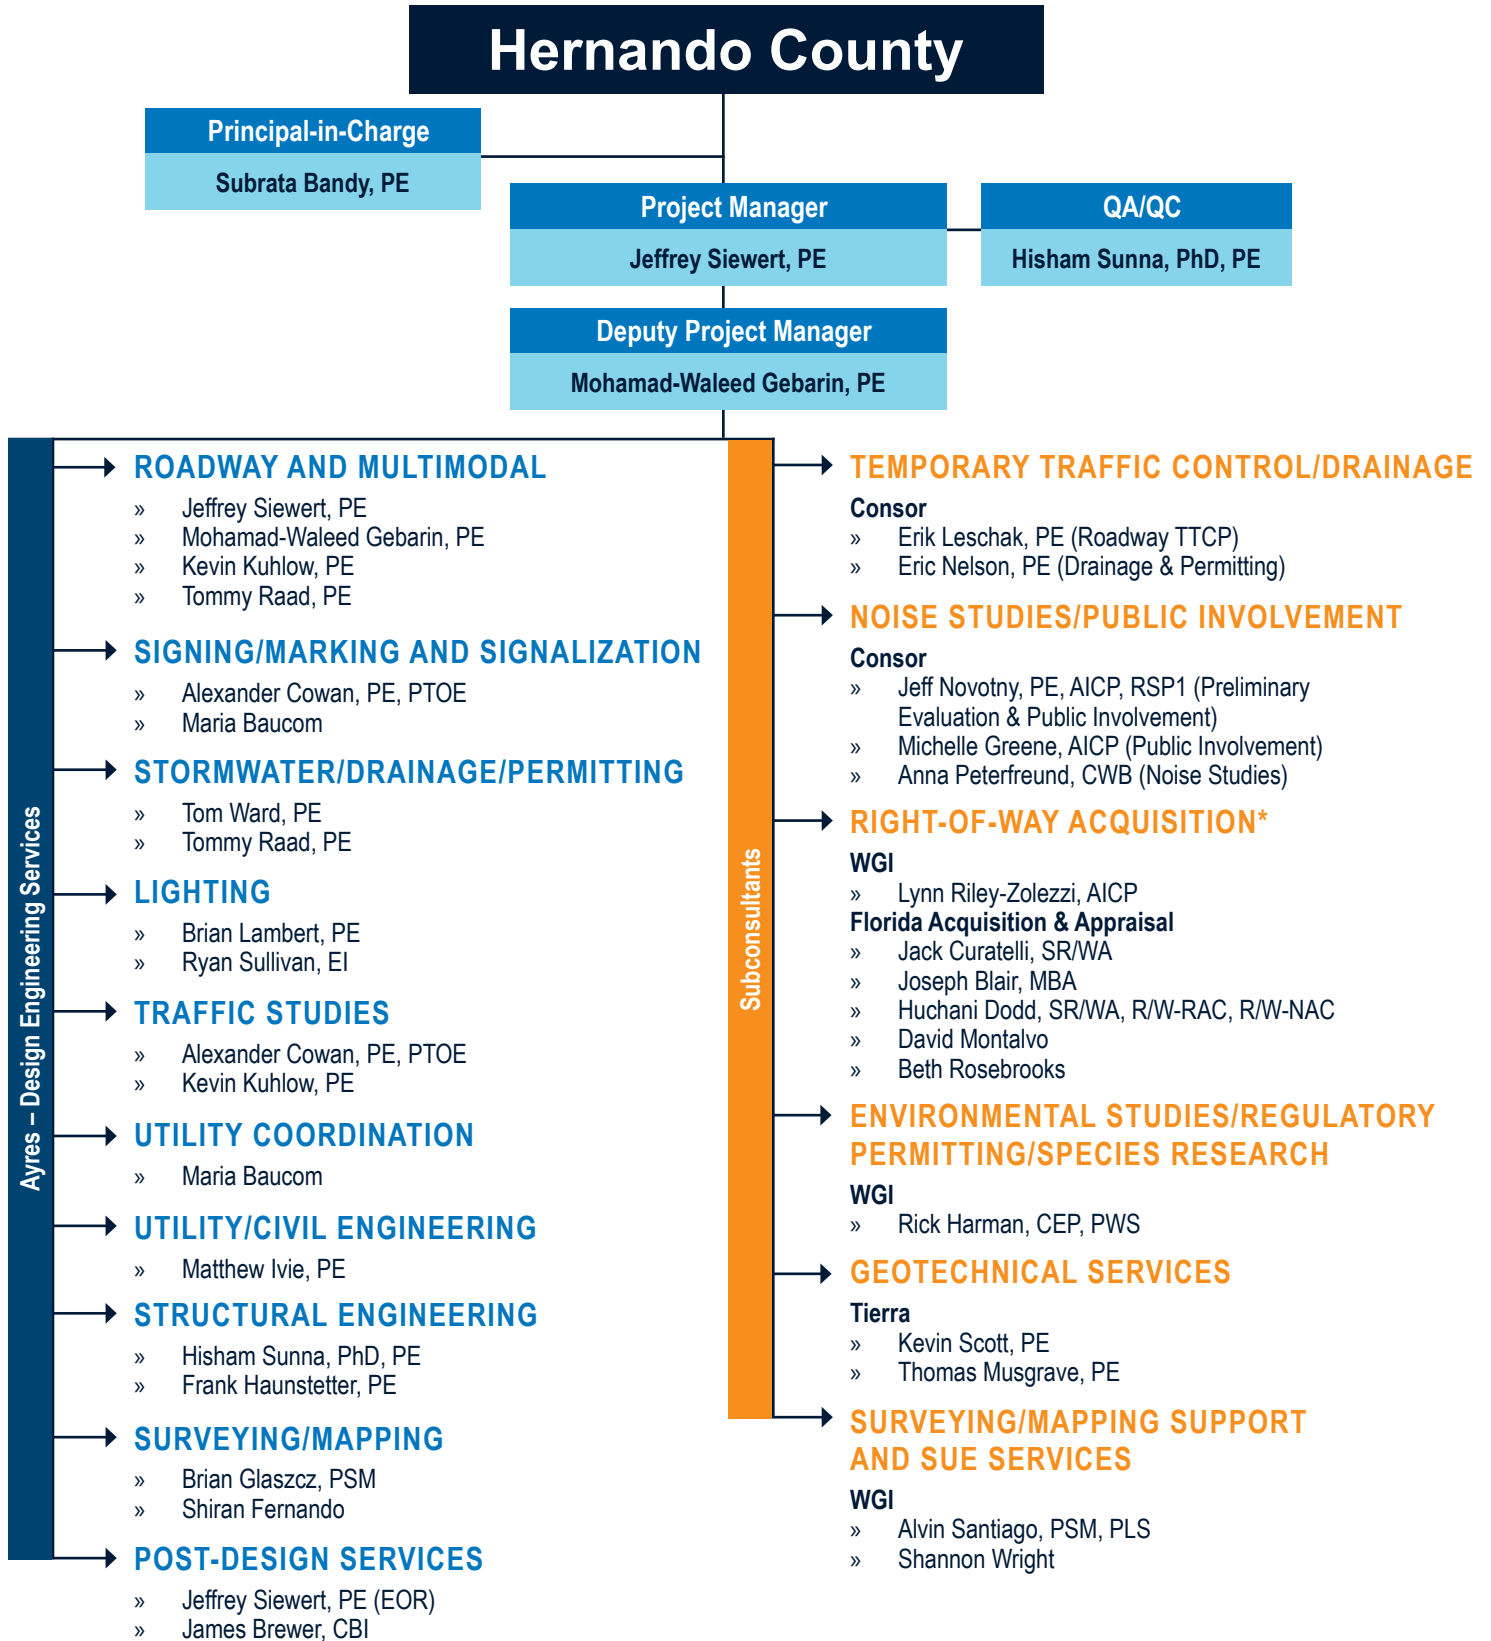 Hernando County
Principal-in-Charge
Subrata Bandy, PE
Project Manager
Jeffrey Siewert, PE
QA/QC
Hisham Sunna, PhD, PE
Deputy Project Manager
Mohamad-Waleed Gebarin, PE
Ayres – Design Engineering Services
ROADWAY AND MULTIMODAL
» Jeffrey Siewert, PE
» Mohamad-Waleed Gebarin, PE
» Kevin Kuhlow, PE
» Tommy Raad, PE
SIGNING/MARKING AND SIGNALIZATION
» Alexander Cowan, PE, PTOE
» Maria Baucom
STORMWATER/DRAINAGE/PERMITTING
» Tom Ward, PE
» Tommy Raad, PE
LIGHTING
» Brian Lambert, PE
» Ryan Sullivan, EI
TRAFFIC STUDIES
» Alexander Cowan, PE, PTOE
» Kevin Kuhlow, PE
UTILITY COORDINATION
» Maria Baucom
UTILITY/CIVIL ENGINEERING
» Matthew Ivie, PE
STRUCTURAL ENGINEERING
» Hisham Sunna, PhD, PE
» Frank Haunstetter, PE
SURVEYING/MAPPING
» Brian Glaszcz, PSM
» Shiran Fernando
POST-DESIGN SERVICES
» Jeffrey Siewert, PE (EOR)
» James Brewer, CBI
Subconsultants
TEMPORARY TRAFFIC CONTROL/DRAINAGE
Consor
» Erik Leschak, PE (Roadway TTCP)
» Eric Nelson, PE (Drainage & Permitting)
NOISE STUDIES/PUBLIC INVOLVEMENT
Consor
» Jeff Novotny, PE, AICP, RSP1 (Preliminary
Evaluation & Public Involvement)
» Michelle Greene, AICP (Public Involvement)
» Anna Peterfreund, CWB (Noise Studies)
RIGHT-OF-WAY ACQUISITION*
WGI
» Lynn Riley-Zolezzi, AICP
Florida Acquisition & Appraisal
» Jack Curatelli, SR/WA
» Joseph Blair, MBA
» Huchani Dodd, SR/WA, R/W-RAC, R/W-NAC
» David Montalvo
» Beth Rosebrooks
ENVIRONMENTAL STUDIES/REGULATORY
PERMITTING/SPECIES RESEARCH
WGI
» Rick Harman, CEP, PWS
GEOTECHNICAL SERVICES
Tierra
» Kevin Scott, PE
» Thomas Musgrave, PE
SURVEYING/MAPPING SUPPORT
AND SUE SERVICES
WGI
» Alvin Santiago, PSM, PLS
» Shannon Wright